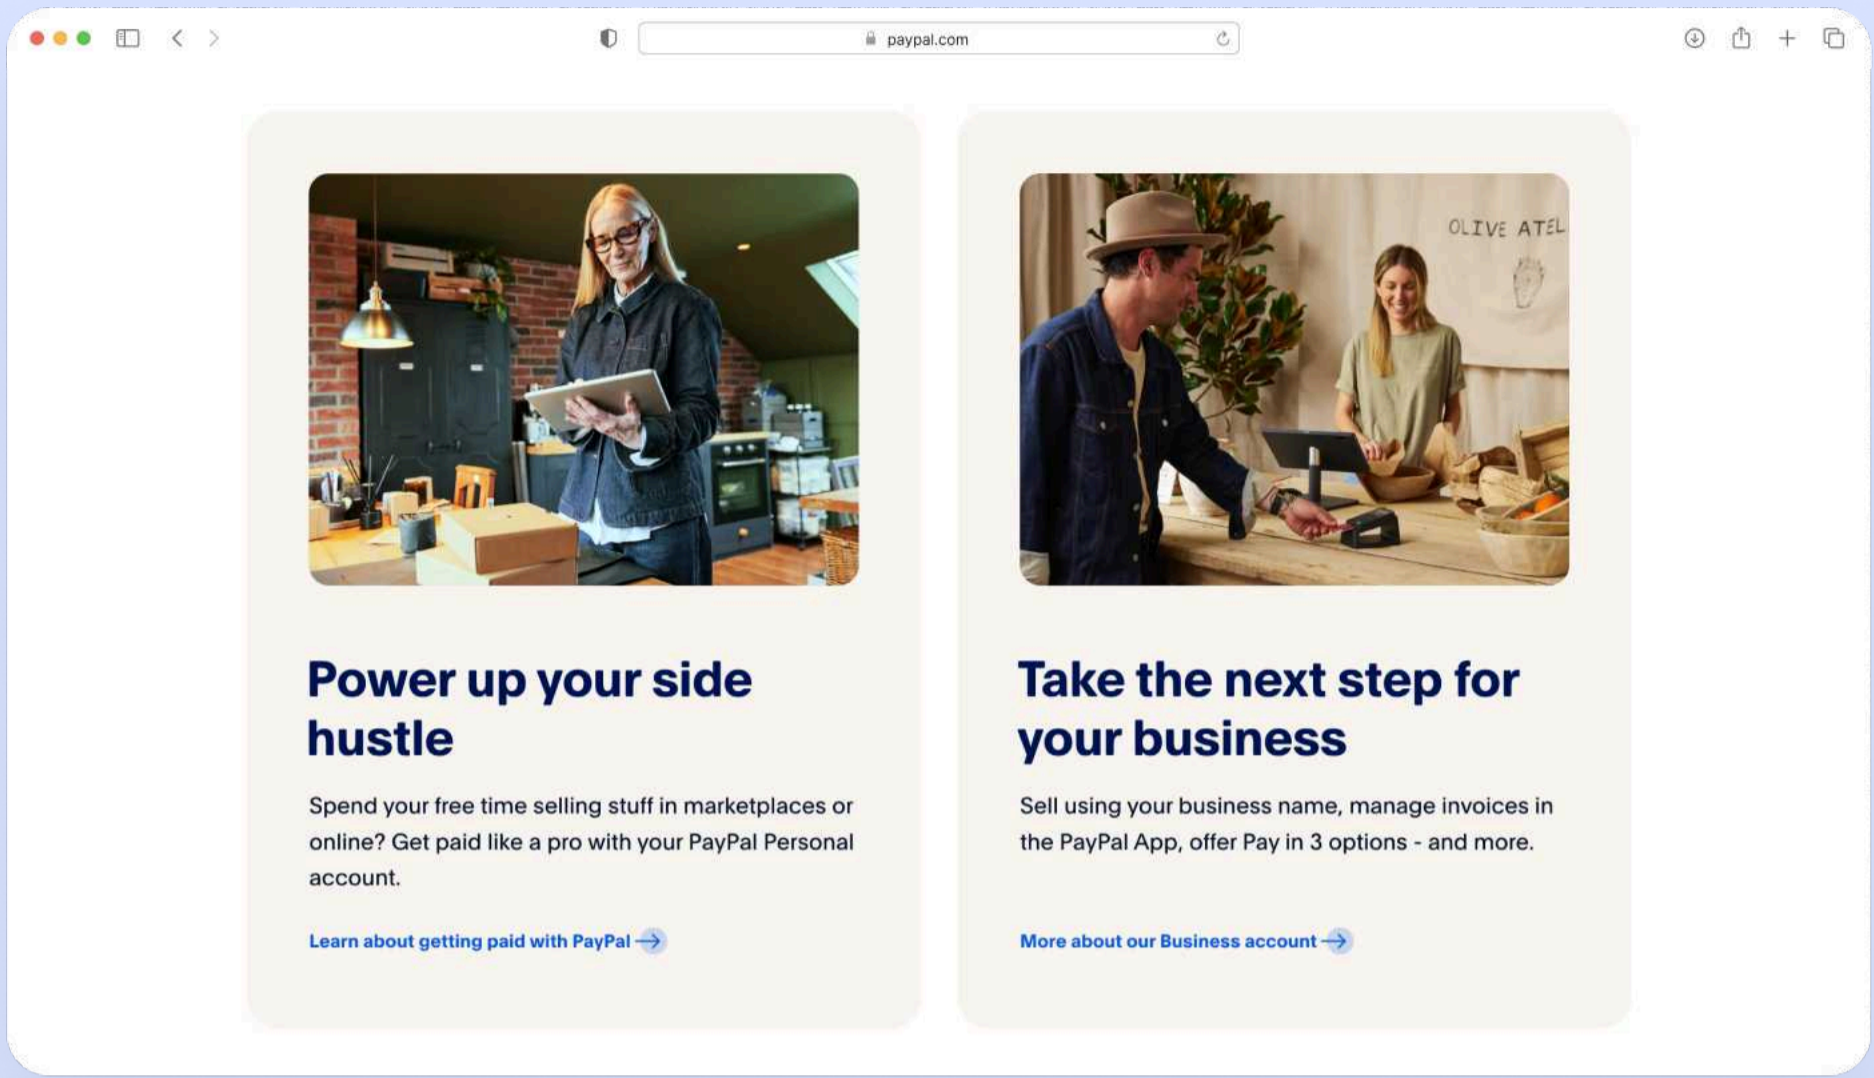 paypal.com
OLIVE ATEL
Power up your side
hustle
Spend your free time selling stuff in marketplaces or
online? Get paid like a pro with your PayPal Personal
account.
Learn about getting paid with PayPal
Take the next step for
your business
Sell using your business name, manage invoices in
the PayPal App, offer Pay in 3 options - and more.
More about our Business account